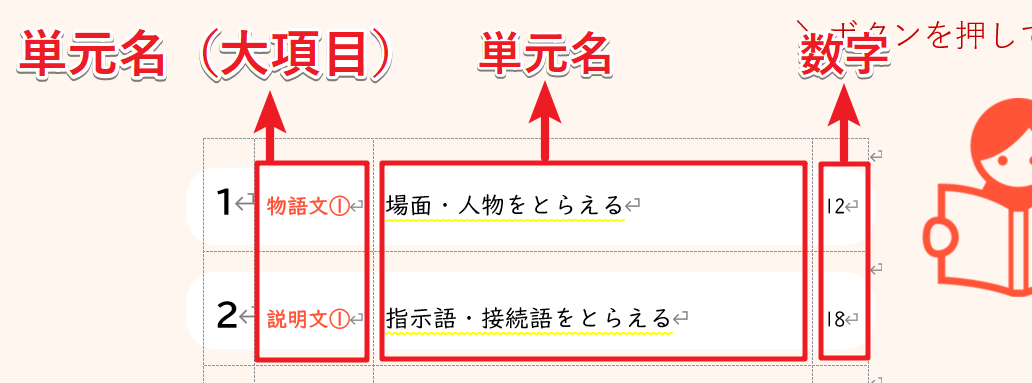 \ ボタンを押して
単元名（大項目）
単元名
数字
1 物語文① 場面・人物をとらえる 12
2 説明文① 指示語・接続語をとらえる 18